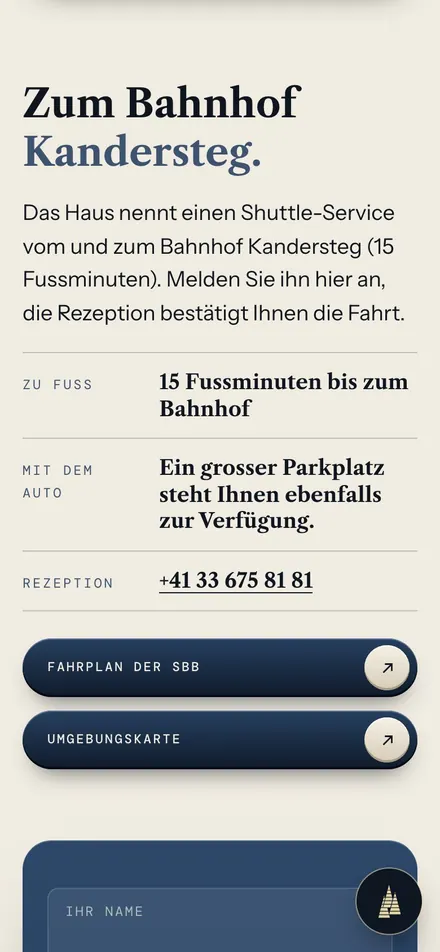 Zum Bahnhof
Kandersteg.
Das Haus nennt einen Shuttle-Service
vom und zum Bahnhof Kandersteg (15
Fussminuten). Melden Sie ihn hier an,
die Rezeption bestätigt Ihnen die Fahrt.
ZU FUSS
15 Fussminuten bis zum
Bahnhof
MIT DEM
AUTO
Ein grosser Parkplatz
steht Ihnen ebenfalls
zur Verfügung.
REZEPTION
+41 33 675 81 81
FAHRPLAN DER SBB
UMGEBUNGSKARTE
IHR NAME